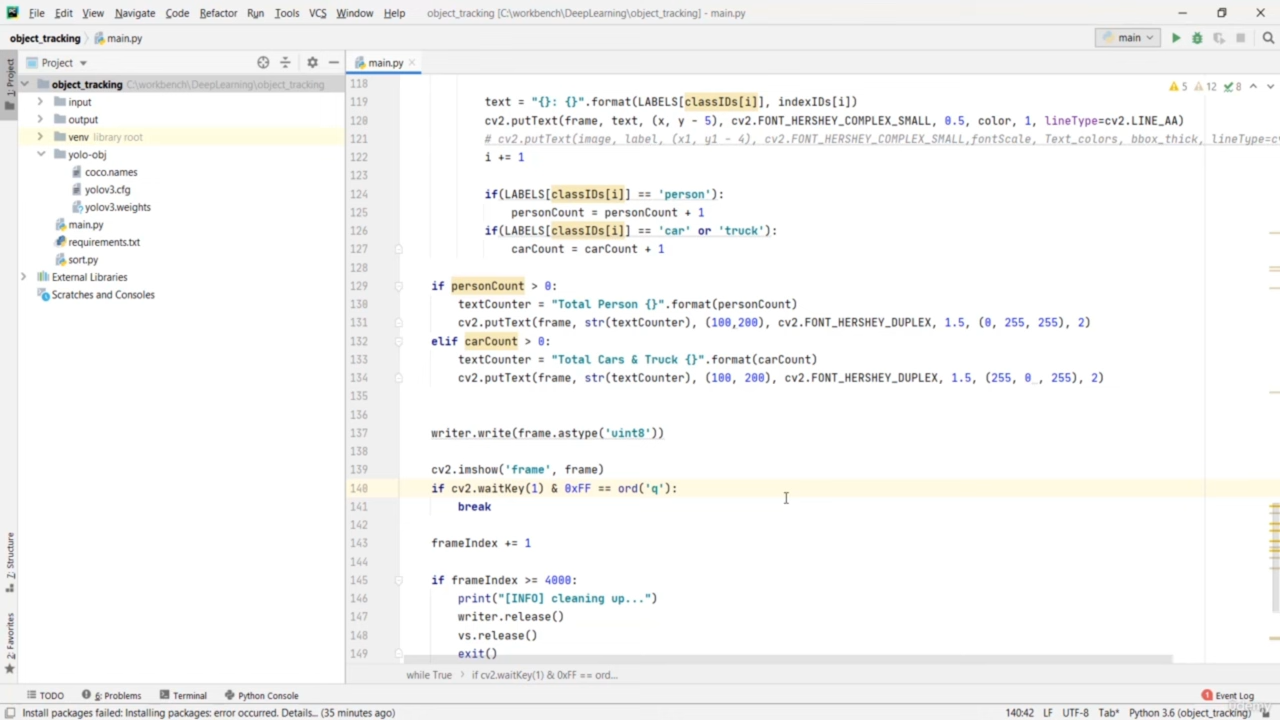 File Edit View Navigate Code Refactor Run Tools VCS Window Help object_tracking [C:\workbench\DeepLearning\object_tracking] - main.py
object_tracking main.py main
1: Project
Project main.py
object_tracking C:\workbench\DeepLearning\object_tracking
input
output
venv library root
yolo-obj
coco.names
yolov3.cfg
yolov3.weights
main.py
requirements.txt
sort.py
External Libraries
Scratches and Consoles
5 12 8
118
119 text = "{}: {}".format(LABELS[classIDs[i]], indexIDs[i])
120 cv2.putText(frame, text, (x, y - 5), cv2.FONT_HERSHEY_COMPLEX_SMALL, 0.5, color, 1, lineType=cv2.LINE_AA)
121 # cv2.putText(image, label, (x1, y1 - 4), cv2.FONT_HERSHEY_COMPLEX_SMALL,fontScale, Text_colors, bbox_thick, lineType=c
122 i += 1
123
124 if(LABELS[classIDs[i]] == 'person'):
125 personCount = personCount + 1
126 if(LABELS[classIDs[i]] == 'car' or 'truck'):
127 carCount = carCount + 1
128
129 if personCount > 0:
130 textCounter = "Total Person {}".format(personCount)
131 cv2.putText(frame, str(textCounter), (100,200), cv2.FONT_HERSHEY_DUPLEX, 1.5, (0, 255, 255), 2)
132 elif carCount > 0:
133 textCounter = "Total Cars & Truck {}".format(carCount)
134 cv2.putText(frame, str(textCounter), (100, 200), cv2.FONT_HERSHEY_DUPLEX, 1.5, (255, 0 , 255), 2)
135
136
137 writer.write(frame.astype('uint8'))
138
139 cv2.imshow('frame', frame)
140 if cv2.waitKey(1) & 0xFF == ord('q'):
141 break
142
143 frameIndex += 1
144
145 if frameIndex >= 4000:
146 print("[INFO] cleaning up...")
147 writer.release()
148 vs.release()
149 exit()
while True if cv2.waitKey(1) & 0xFF == ord...
Z: Structure
2: Favorites
TODO 6: Problems Terminal Python Console 1 Event Log
Install packages failed: Installing packages: error occurred. Details... (35 minutes ago) 140:42 LF UTF-8 Tab* Python 3.6 (object_tracking)